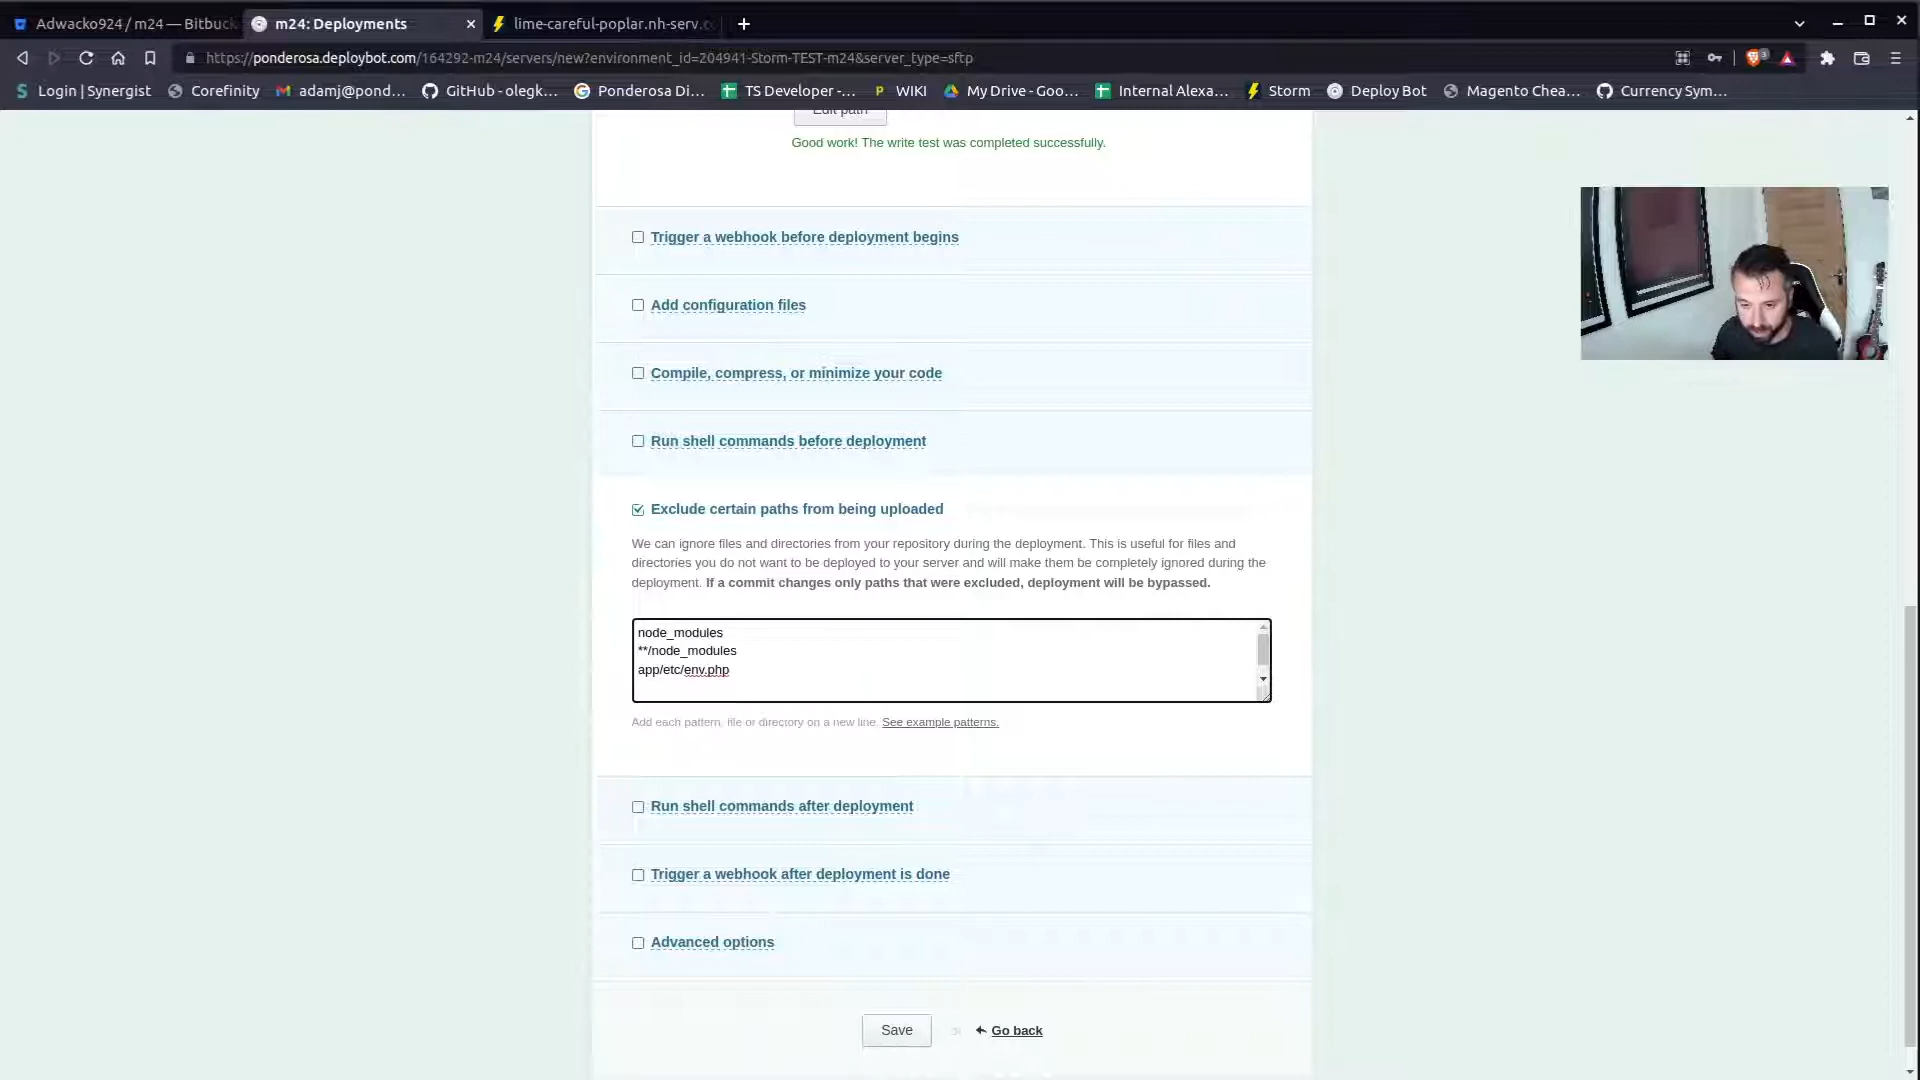 Adwacko924 / m24 — Bitbuck
m24: Deployments
lime-careful-poplar.nh-serv.c
https://ponderosa.deploybot.com/164292-m24/servers/new?environment_id=204941-Storm-TEST-m24&server_type=sftp
3
Login | Synergist
Corefinity
adamj@pond...
GitHub - olegk...
Ponderosa Di...
TS Developer -...
WIKI
My Drive - Goo...
Internal Alexa...
Storm
Deploy Bot
Magento Chea...
Currency Sym...
Edit path
Good work! The write test was completed successfully.
Trigger a webhook before deployment begins
Add configuration files
Compile, compress, or minimize your code
Run shell commands before deployment
Exclude certain paths from being uploaded
We can ignore files and directories from your repository during the deployment. This is useful for files and
directories you do not want to be deployed to your server and will make them be completely ignored during the
deployment. If a commit changes only paths that were excluded, deployment will be bypassed.
node_modules
**/node_modules
app/etc/env.php
Add each pattern, file or directory on a new line. See example patterns.
Run shell commands after deployment
Trigger a webhook after deployment is done
Advanced options
Save
Go back